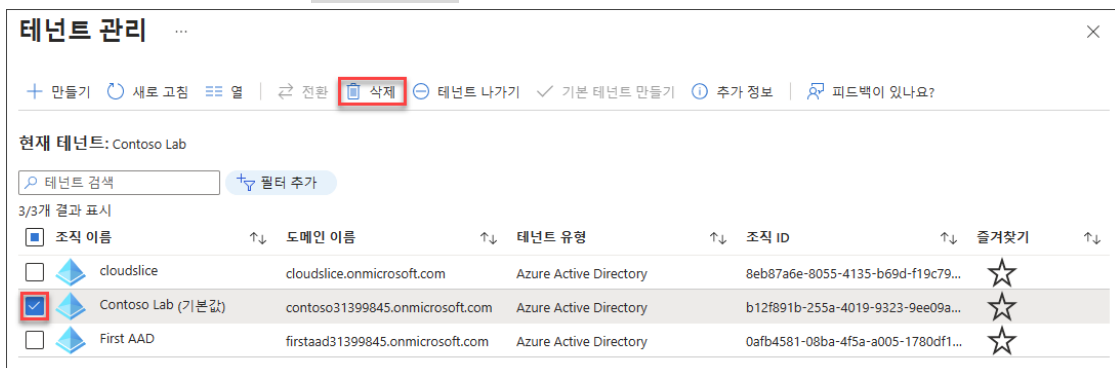 테넌트 관리 ...
만들기 새로 고침 열 전환 삭제 테넌트 나가기 기본 테넌트 만들기 추가 정보 피드백이 있나요?
현재 테넌트: Contoso Lab
테넌트 검색 필터 추가
3/3개 결과 표시
조직 이름 도메인 이름 테넌트 유형 조직 ID 즐겨찾기
cloudslice cloudslice.onmicrosoft.com Azure Active Directory 8eb87a6e-8055-4135-b69d-f19c79...
Contoso Lab (기본값) contoso31399845.onmicrosoft.com Azure Active Directory b12f891b-255a-4019-9323-9ee09a...
First AAD firstaad31399845.onmicrosoft.com Azure Active Directory 0afb4581-08ba-4f5a-a005-1780df1...